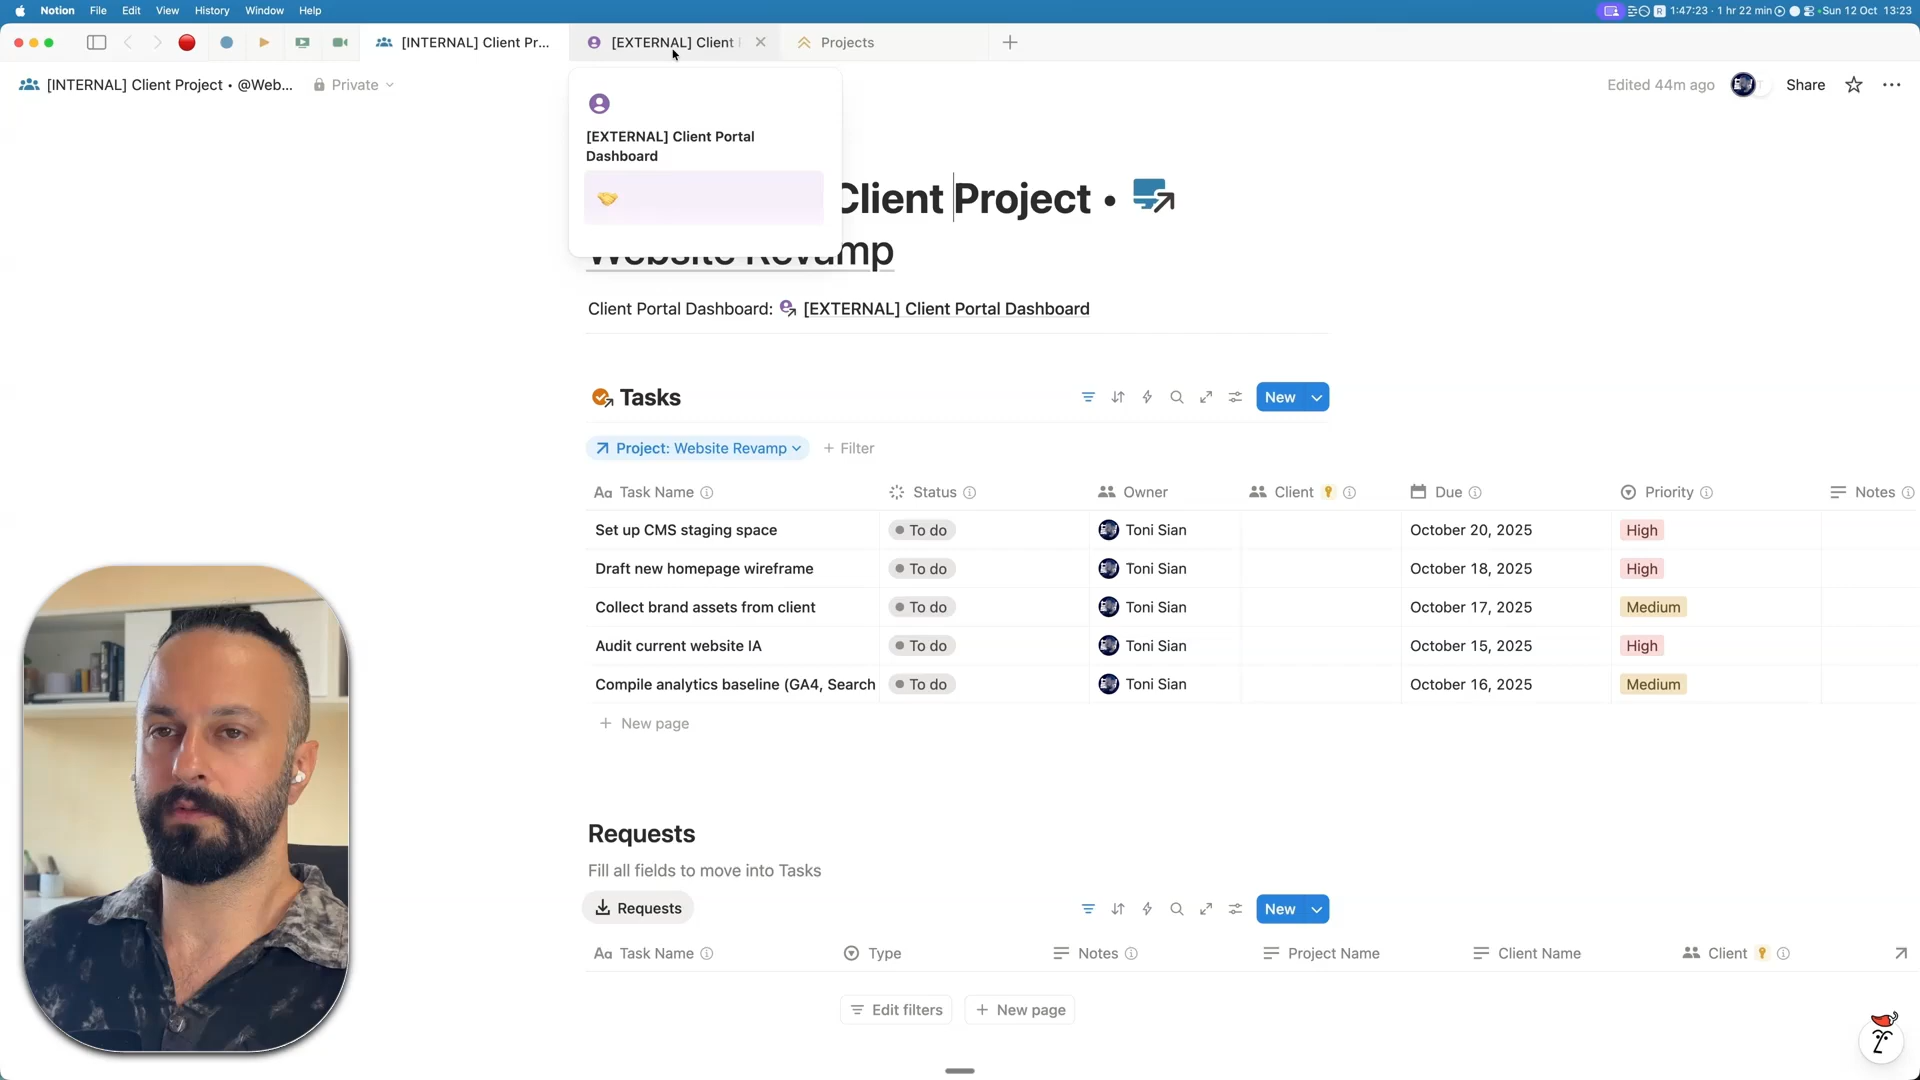 Notion File Edit View History Window Help
1:47:23 · 1 hr 22 min Sun 12 Oct 13:23
[INTERNAL] Client Pr... [EXTERNAL] Client Projects
[INTERNAL] Client Project • @Web... Private Edited 44m ago Share
[EXTERNAL] Client Portal
Dashboard
Client Project •
Website Revamp
Client Portal Dashboard: [EXTERNAL] Client Portal Dashboard
Tasks New
Project: Website Revamp + Filter
Aa Task Name Status Owner Client Due Priority Notes
Set up CMS staging space To do Toni Sian October 20, 2025 High
Draft new homepage wireframe To do Toni Sian October 18, 2025 High
Collect brand assets from client To do Toni Sian October 17, 2025 Medium
Audit current website IA To do Toni Sian October 15, 2025 High
Compile analytics baseline (GA4, Search To do Toni Sian October 16, 2025 Medium
+ New page
Requests
Fill all fields to move into Tasks
Requests New
Aa Task Name Type Notes Project Name Client Name Client
Edit filters + New page